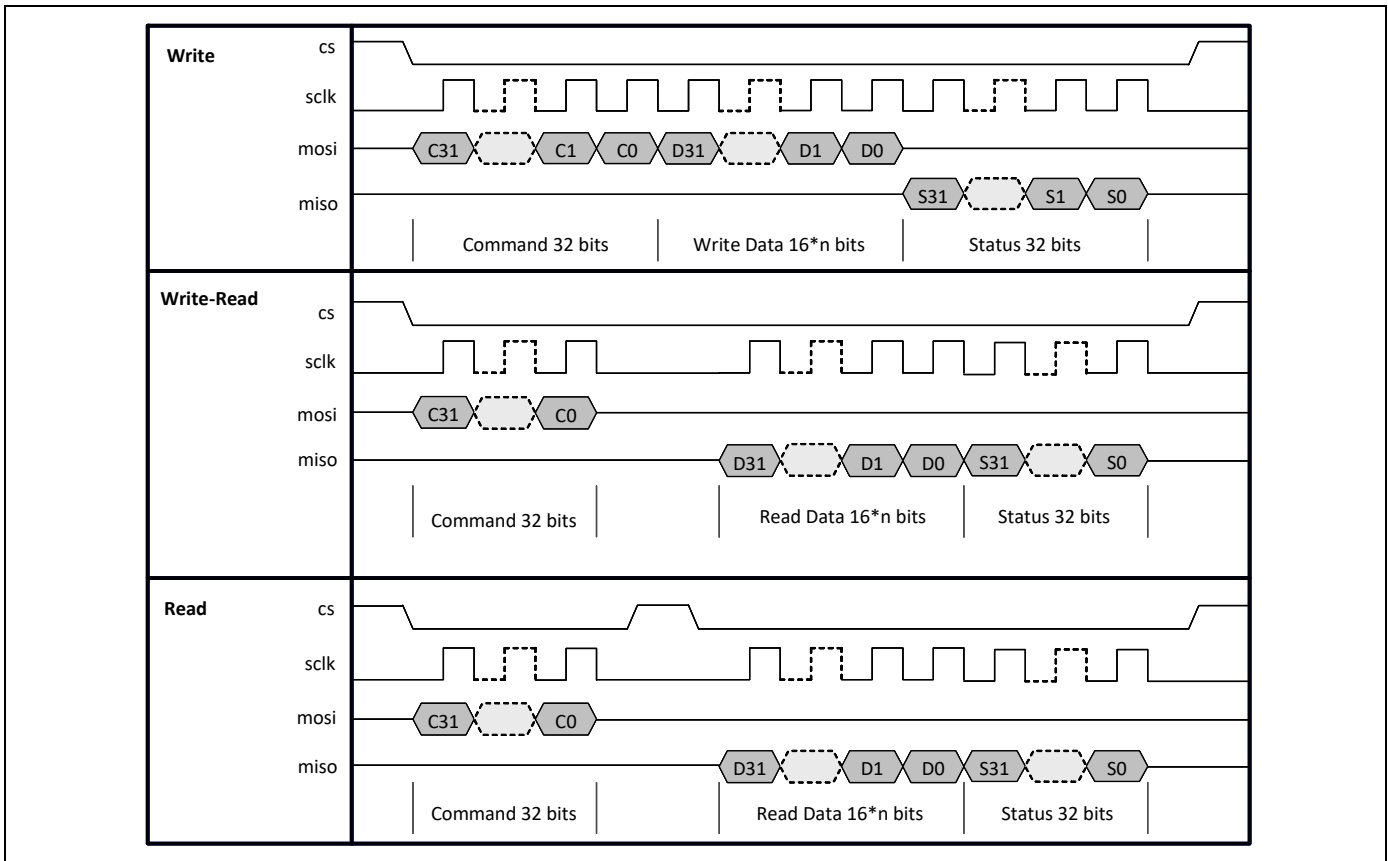 Write
cs
sclk
mosi C31 C1 C0 D31 D1 D0
miso S31 S1 S0
Command 32 bits Write Data 16*n bits Status 32 bits
Write-Read
cs
sclk
mosi C31 C0
miso D31 D1 D0 S31 S0
Command 32 bits Read Data 16*n bits Status 32 bits
Read cs
sclk
mosi C31 C0
miso D31 D1 D0 S31 S0
Command 32 bits Read Data 16*n bits Status 32 bits